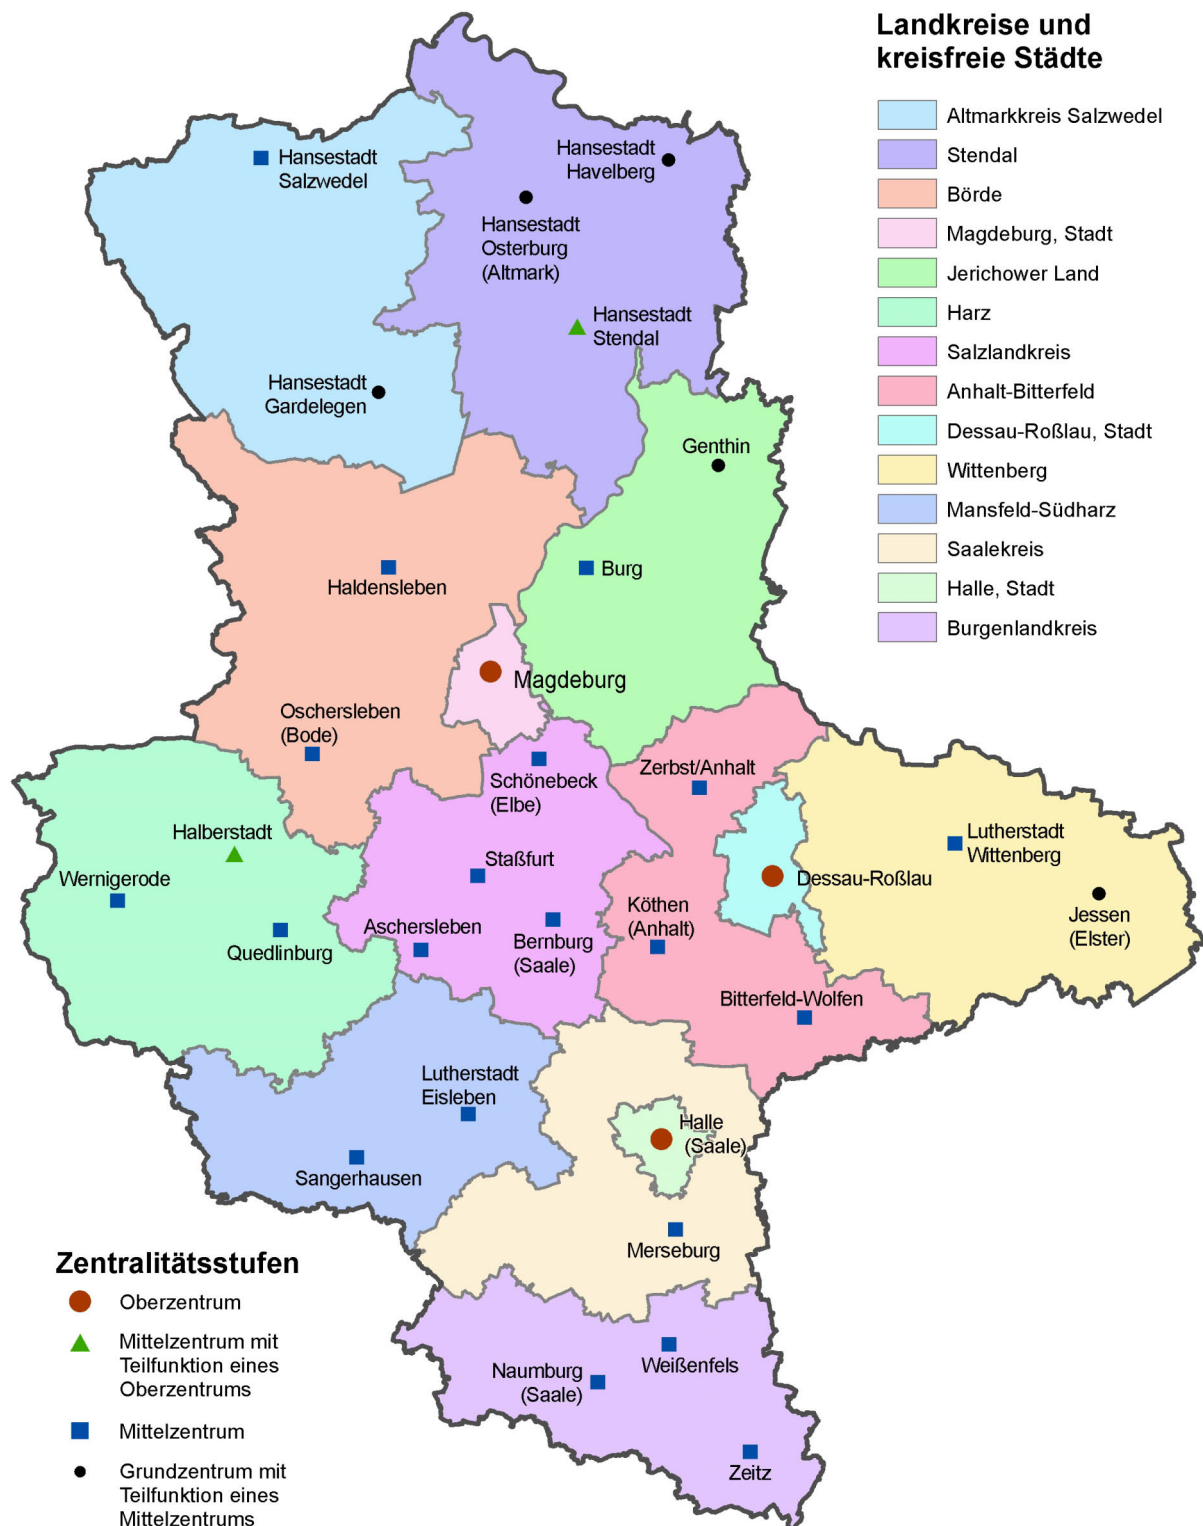 Landkreise und
kreisfreie Städte
Altmarkkreis Salzwedel
Stendal
Börde
Magdeburg, Stadt
Jerichower Land
Harz
Salzlandkreis
Anhalt-Bitterfeld
Dessau-Roßlau, Stadt
Wittenberg
Mansfeld-Südharz
Saalekreis
Halle, Stadt
Burgenlandkreis
Hansestadt
Salzwedel
Hansestadt
Havelberg
Hansestadt
Osterburg
(Altmark)
Hansestadt
Stendal
Hansestadt
Gardelegen
Genthin
Haldensleben
Burg
Magdeburg
Oschersleben
(Bode)
Schönebeck
(Elbe)
Zerbst/Anhalt
Halberstadt
Wernigerode
Quedlinburg
Staßfurt
Aschersleben
Bernburg
(Saale)
Köthen
(Anhalt)
Dessau-Roßlau
Lutherstadt
Wittenberg
Jessen
(Elster)
Bitterfeld-Wolfen
Lutherstadt
Eisleben
Sangerhausen
Halle
(Saale)
Merseburg
Weißenfels
Naumburg
(Saale)
Zeitz
Zentralitätsstufen
Oberzentrum
Mittelzentrum mit
Teilfunktion eines
Oberzentrums
Mittelzentrum
Grundzentrum mit
Teilfunktion eines
Mittelzentrums